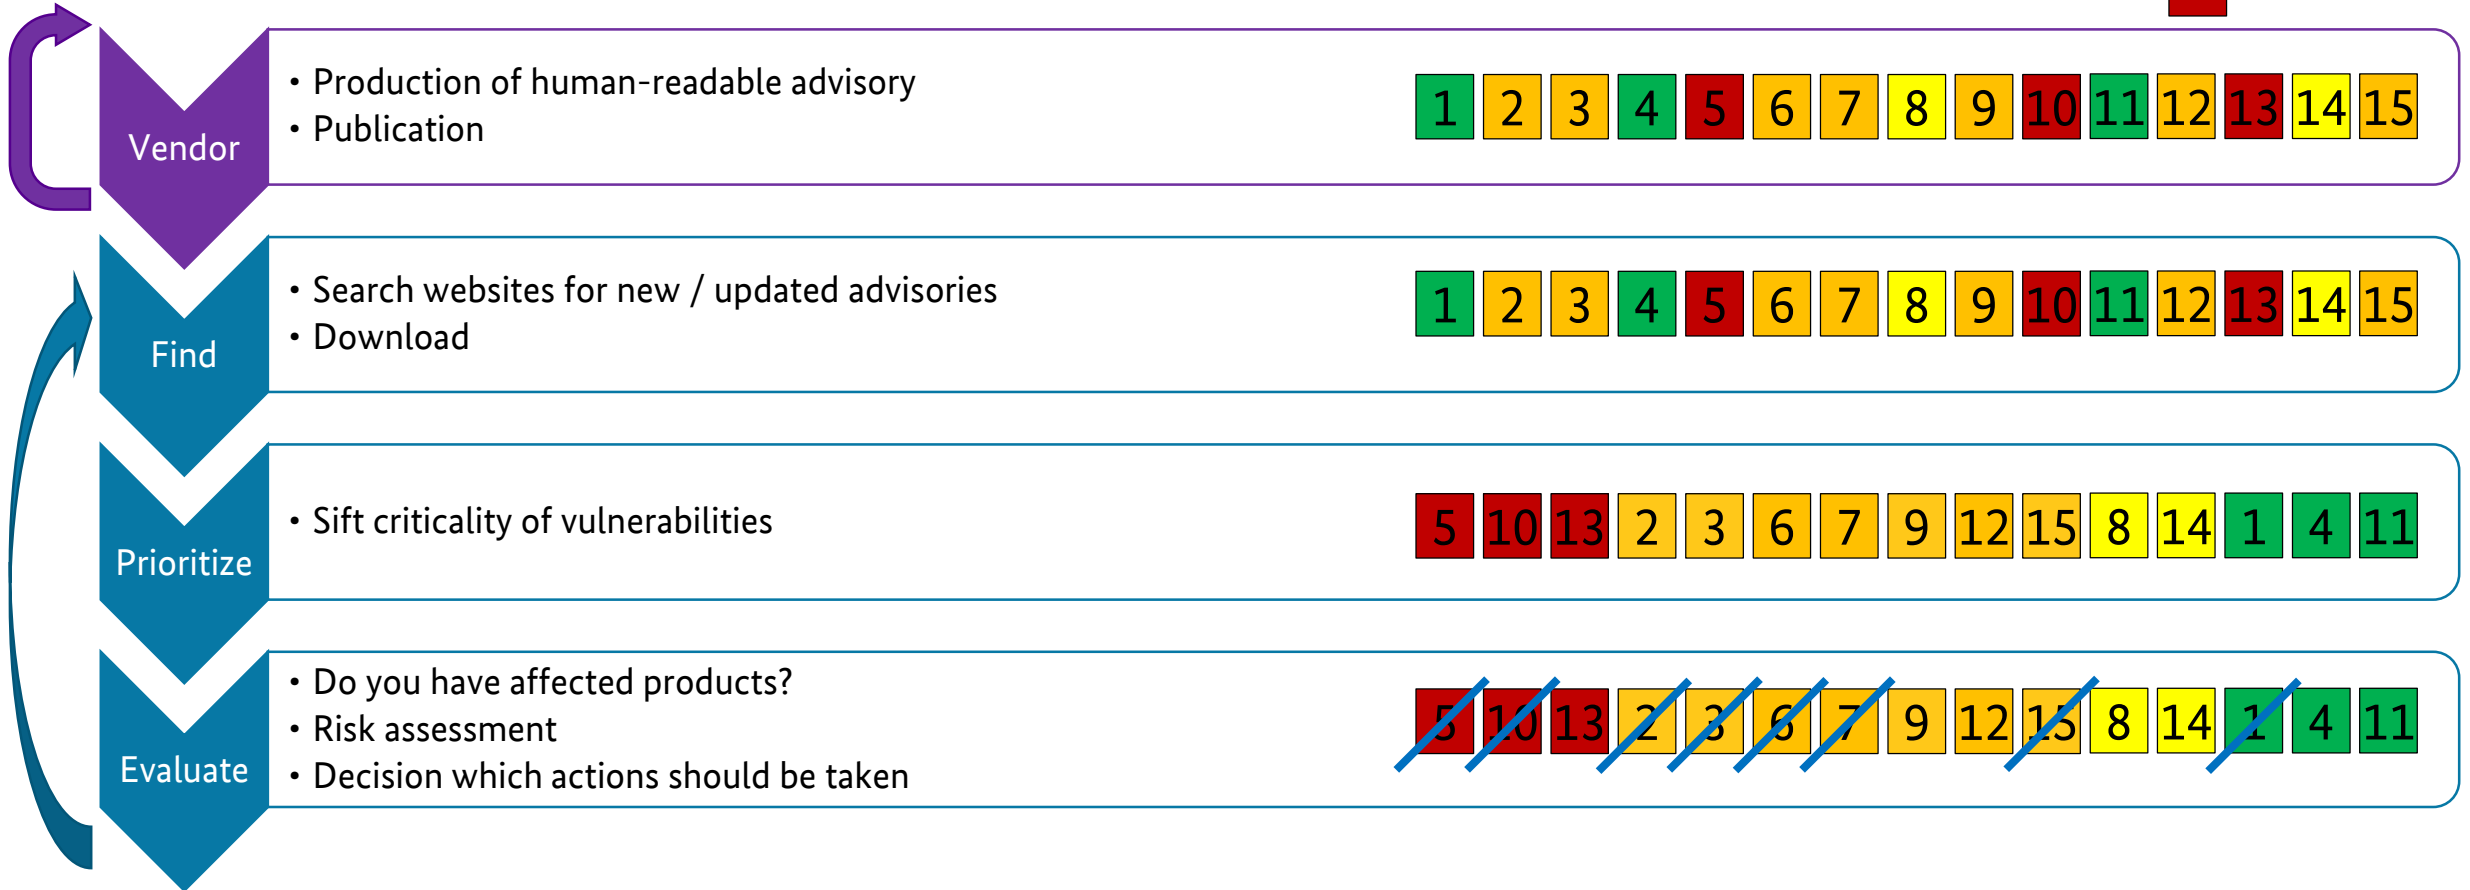 Vendor
• Production of human-readable advisory
• Publication
1 2 3 4 5 6 7 8 9 10 11 12 13 14 15
Find
• Search websites for new / updated advisories
• Download
1 2 3 4 5 6 7 8 9 10 11 12 13 14 15
Prioritize
• Sift criticality of vulnerabilities
5 10 13 2 3 6 7 9 12 15 8 14 1 4 11
Evaluate
• Do you have affected products?
• Risk assessment
• Decision which actions should be taken
5 10 13 2 3 6 7 9 12 15 8 14 1 4 11